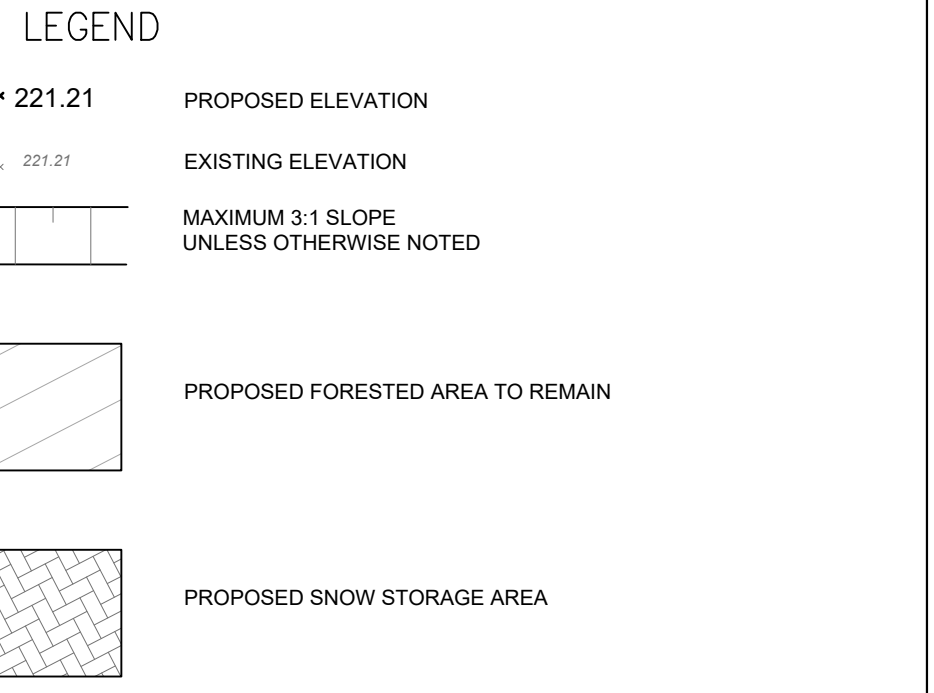 LEGEND
× 221.21 PROPOSED ELEVATION
× 221.21 EXISTING ELEVATION
MAXIMUM 3:1 SLOPE
UNLESS OTHERWISE NOTED
PROPOSED FORESTED AREA TO REMAIN
PROPOSED SNOW STORAGE AREA